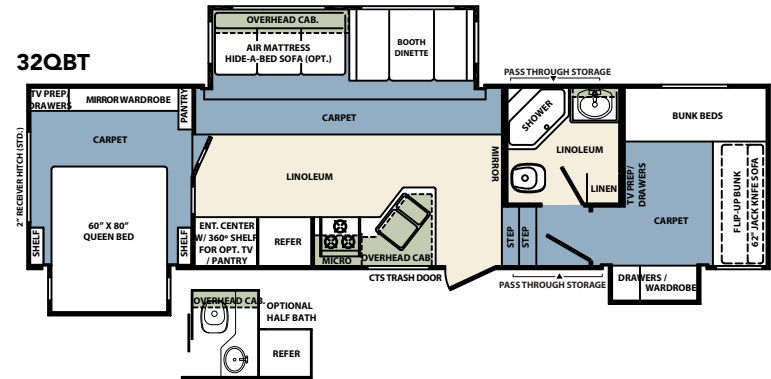 32QBT
OVERHEAD CAB.
AIR MATTRESS
HIDE-A-BED SOFA (OPT.)
BOOTH
DINETTE
PASS THROUGH STORAGE
TV PREP/
DRAWERS
MIRROR WARDROBE
PANTRY
CARPET
2" RECEIVER HITCH (STD.)
60" X 80"
QUEEN BED
SHELF
SHELF
CARPET
LINOLEUM
MIRROR
SHOWER
LINOLEUM
LINEN
BUNK BEDS
TV PREP/
DRAWERS
CARPET
FLIP-UP BUNK
62" JACK KNFE SOFA
ENT. CENTER
W/ 360º SHELF
FOR OPT. TV
/ PANTRY
REFER
MICRO
OVERHEAD CAB.
STEP
STEP
CTS TRASH DOOR
PASS THROUGH STORAGE
DRAWERS /
WARDROBE
OVERHEAD CAB.
OPTIONAL
HALF BATH
REFER